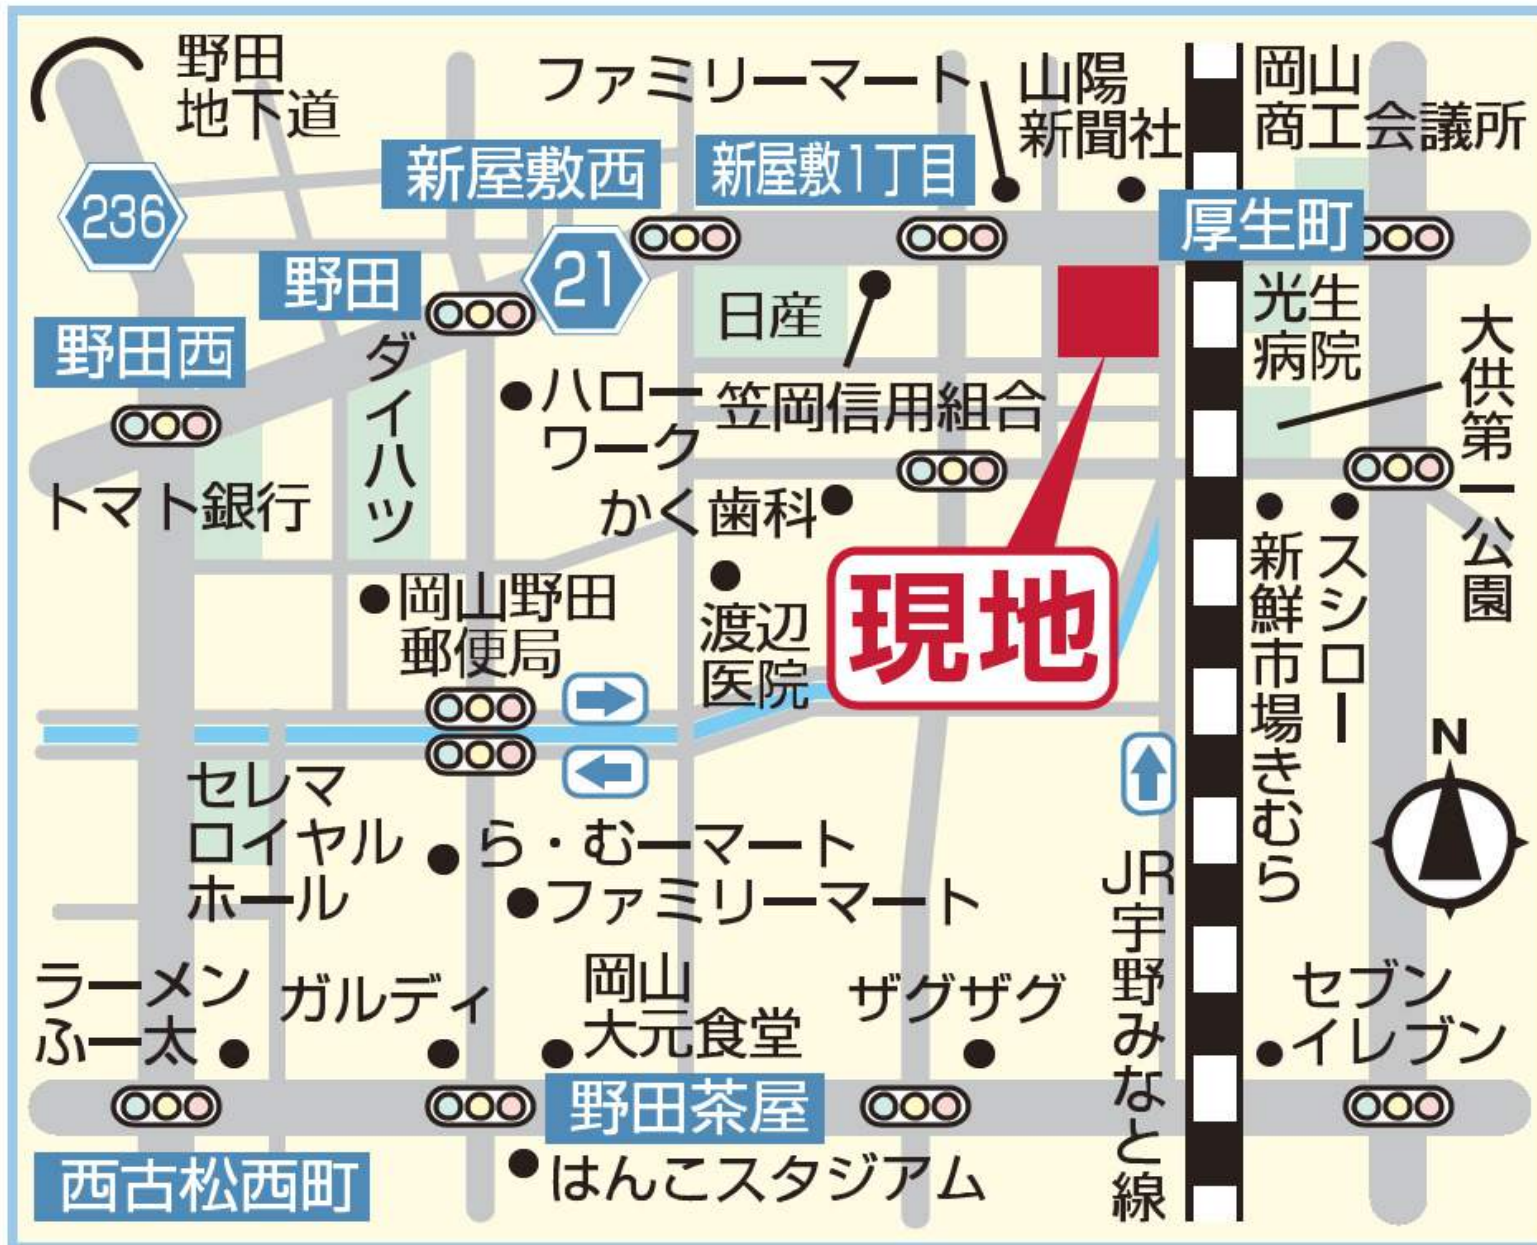 野田
地下道
ファミリーマート
山陽
新聞社
岡山
商工会議所
236
新屋敷西
新屋敷1丁目
厚生町
野田
21
日産
光生
病院
野田西
ダイハツ
ハロー
ワーク
笠岡信用組合
大供第一公園
トマト銀行
かく歯科
新鮮市場きむら
スシロー
現地
岡山野田
郵便局
渡辺
医院
N
セレマ
ロイヤル
ホール
ら・むーマート
ファミリーマート
JR宇野みなと線
ラーメン
ふー太
ガルディ
岡山
大元食堂
ザグザグ
セブン
イレブン
野田茶屋
西古松西町
はんこスタジアム